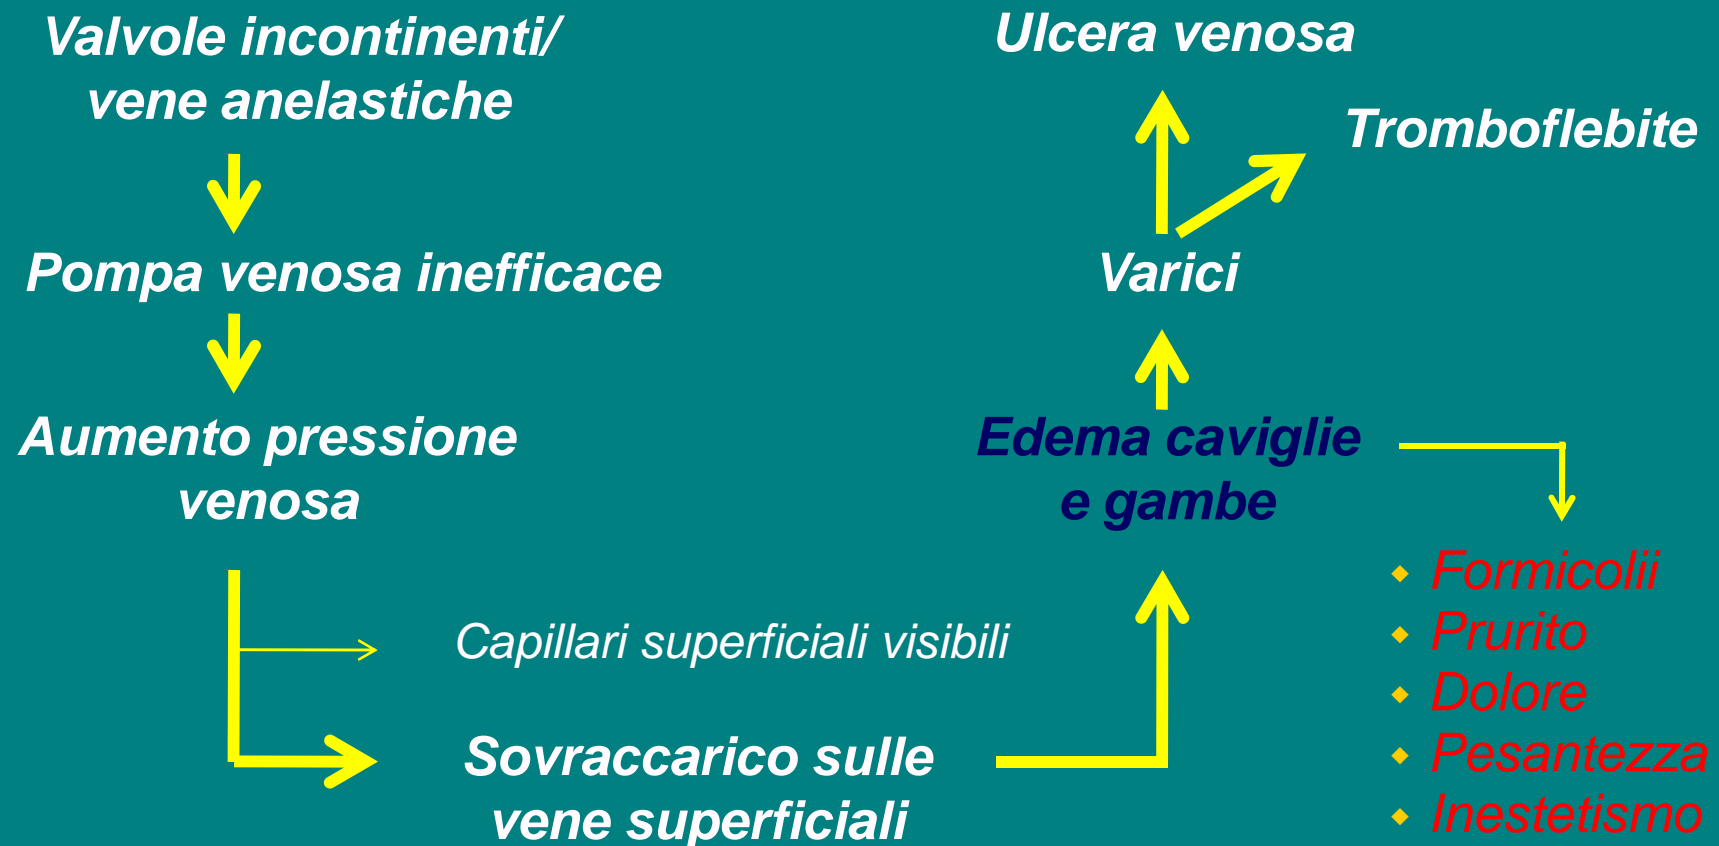 Valvole incontinenti/
vene anelastiche
Pompa venosa inefficace
Aumento pressione
venosa
Capillari superficiali visibili
Sovraccarico sulle
vene superficiali
Ulcera venosa
Tromboflebite
Varici
Edema caviglie
e gambe
Formicolii
Prurito
Dolore
Pesantezza
Inestetismo